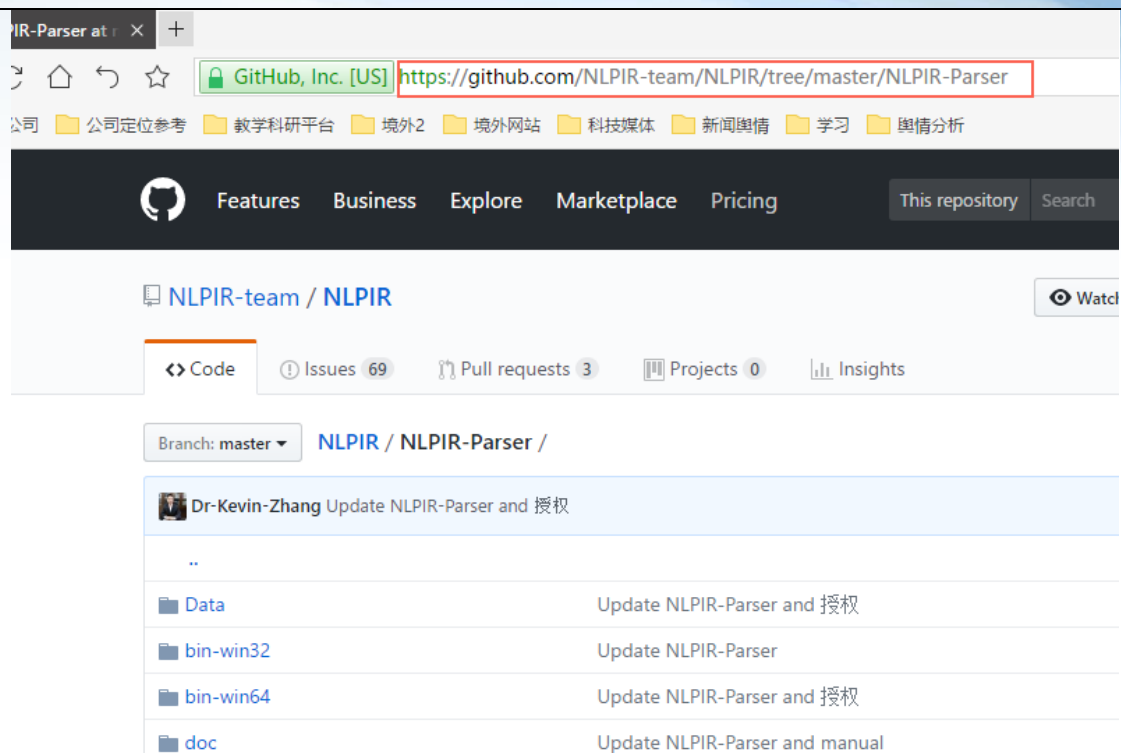 IR-Parser at
GitHub, Inc. [US] https://github.com/NLPIR-team/NLPIR/tree/master/NLPIR-Parser
公司 公司定位参考 教学科研平台 境外2 境外网站 科技媒体 新闻舆情 学习 舆情分析
Features Business Explore Marketplace Pricing This repository Search
NLPIR-team / NLPIR
Watch
Code Issues 69 Pull requests 3 Projects 0 Insights
Branch: master NLPIR / NLPIR-Parser /
Dr-Kevin-Zhang Update NLPIR-Parser and 授权
..
Data Update NLPIR-Parser and 授权
bin-win32 Update NLPIR-Parser
bin-win64 Update NLPIR-Parser and 授权
doc Update NLPIR-Parser and manual